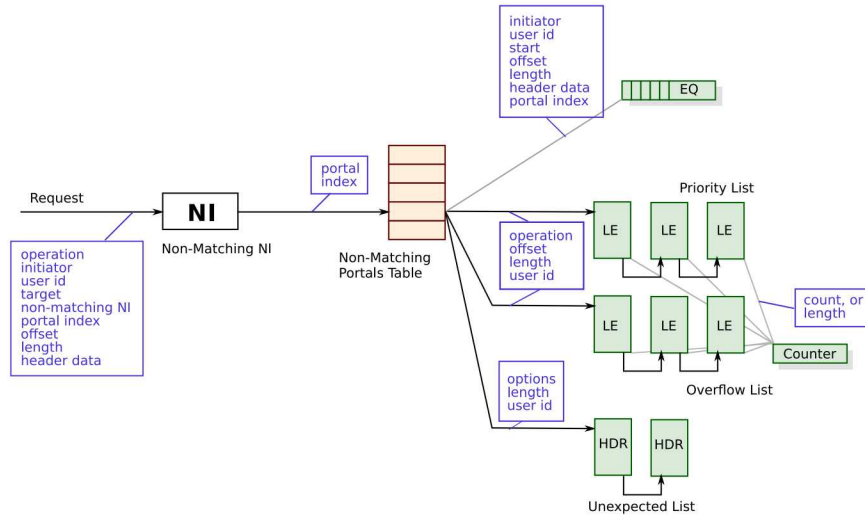 initiator
user id
start
offset
length
header data
portal index
EQ
Request
NI
Non-Matching NI
portal
index
Non-Matching
Portals Table
operation
initiator
user id
target
non-matching NI
portal index
offset
length
header data
operation
offset
length
user id
Priority List
LE
LE
LE
LE
LE
LE
count, or
length
Counter
Overflow List
options
length
user id
HDR
HDR
Unexpected List